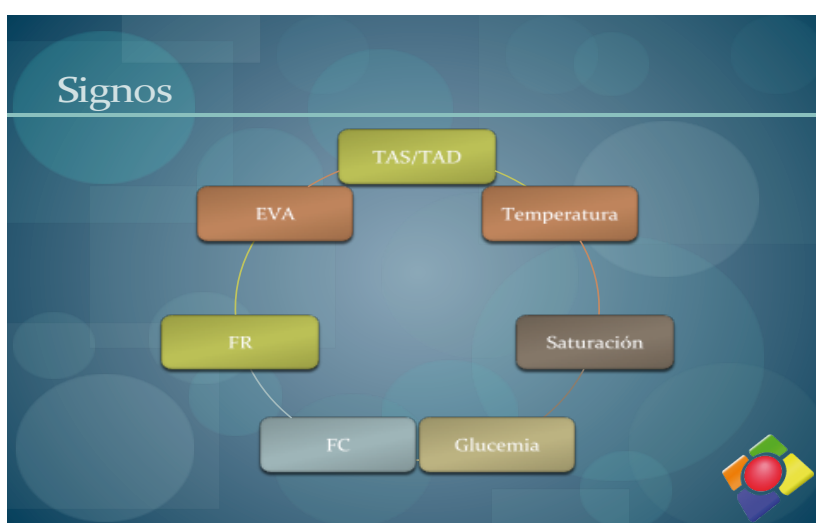 Signos
TAS/TAD
EVA
Temperatura
FR
Saturación
FC
Glucemia